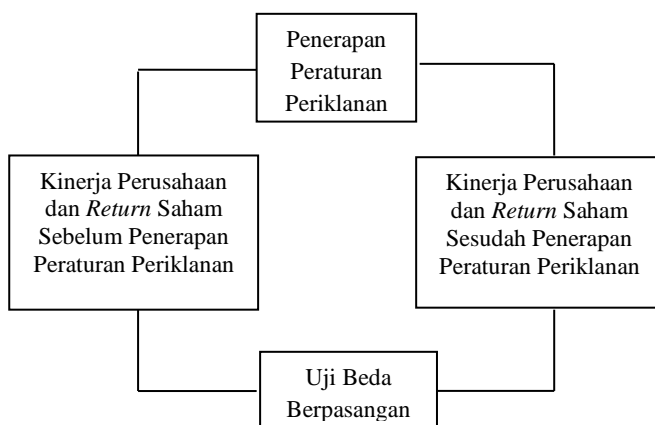 Penerapan
Peraturan
Periklanan
Kinerja Perusahaan
dan Return Saham
Sebelum Penerapan
Peraturan Periklanan
Kinerja Perusahaan
dan Return Saham
Sesudah Penerapan
Peraturan Periklanan
Uji Beda
Berpasangan